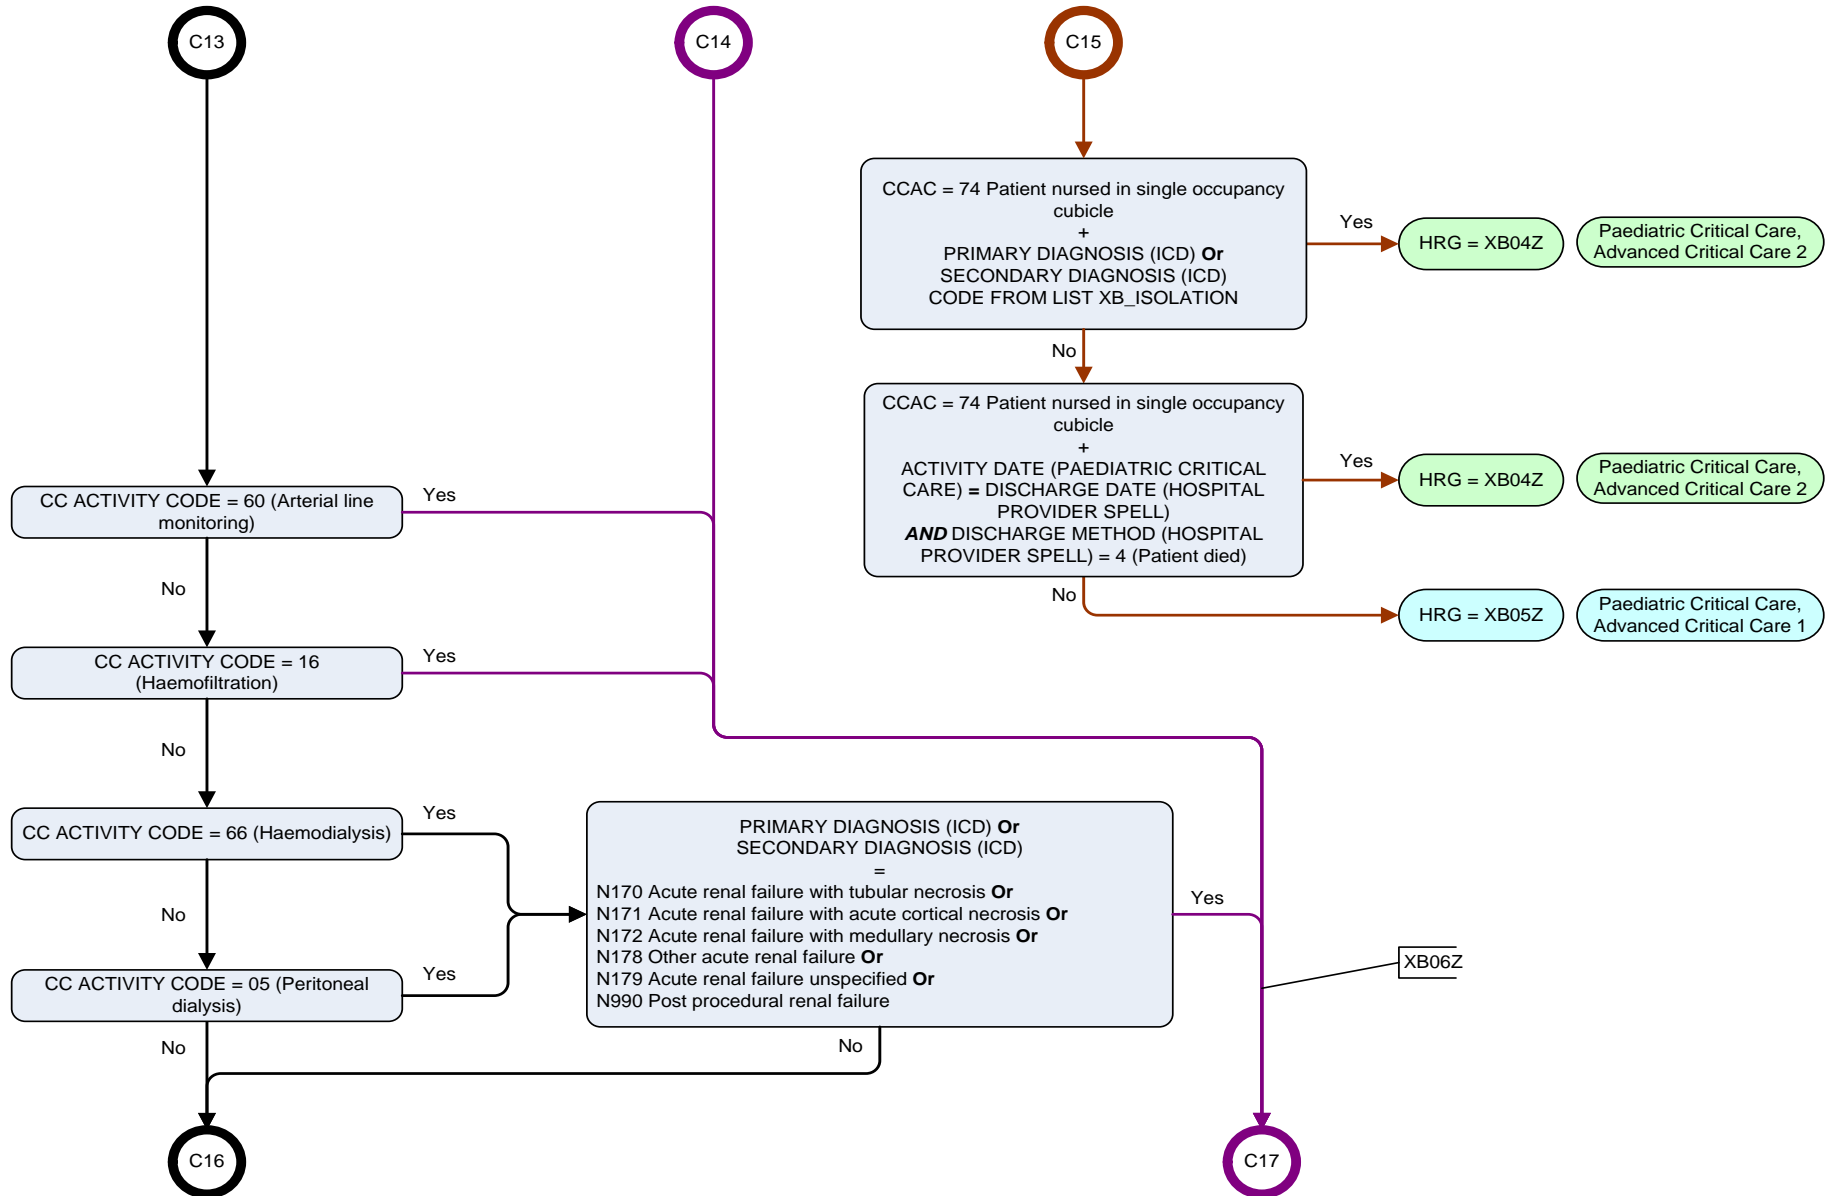 C13
C14
C15
CCAC = 74 Patient nursed in single occupancy
cubicle
+
PRIMARY DIAGNOSIS (ICD) Or
SECONDARY DIAGNOSIS (ICD)
CODE FROM LIST XB_ISOLATION
Yes
HRG = XB04Z
Paediatric Critical Care,
Advanced Critical Care 2
No
CCAC = 74 Patient nursed in single occupancy
cubicle
+
ACTIVITY DATE (PAEDIATRIC CRITICAL
CARE) = DISCHARGE DATE (HOSPITAL
PROVIDER SPELL)
AND DISCHARGE METHOD (HOSPITAL
PROVIDER SPELL) = 4 (Patient died)
Yes
HRG = XB04Z
Paediatric Critical Care,
Advanced Critical Care 2
No
HRG = XB05Z
Paediatric Critical Care,
Advanced Critical Care 1
CC ACTIVITY CODE = 60 (Arterial line
monitoring)
Yes
No
CC ACTIVITY CODE = 16
(Haemofiltration)
Yes
No
CC ACTIVITY CODE = 66 (Haemodialysis)
Yes
No
CC ACTIVITY CODE = 05 (Peritoneal
dialysis)
Yes
No
PRIMARY DIAGNOSIS (ICD) Or
SECONDARY DIAGNOSIS (ICD)
=
N170 Acute renal failure with tubular necrosis Or
N171 Acute renal failure with acute cortical necrosis Or
N172 Acute renal failure with medullary necrosis Or
N178 Other acute renal failure Or
N179 Acute renal failure unspecified Or
N990 Post procedural renal failure
Yes
No
XB06Z
C16
C17